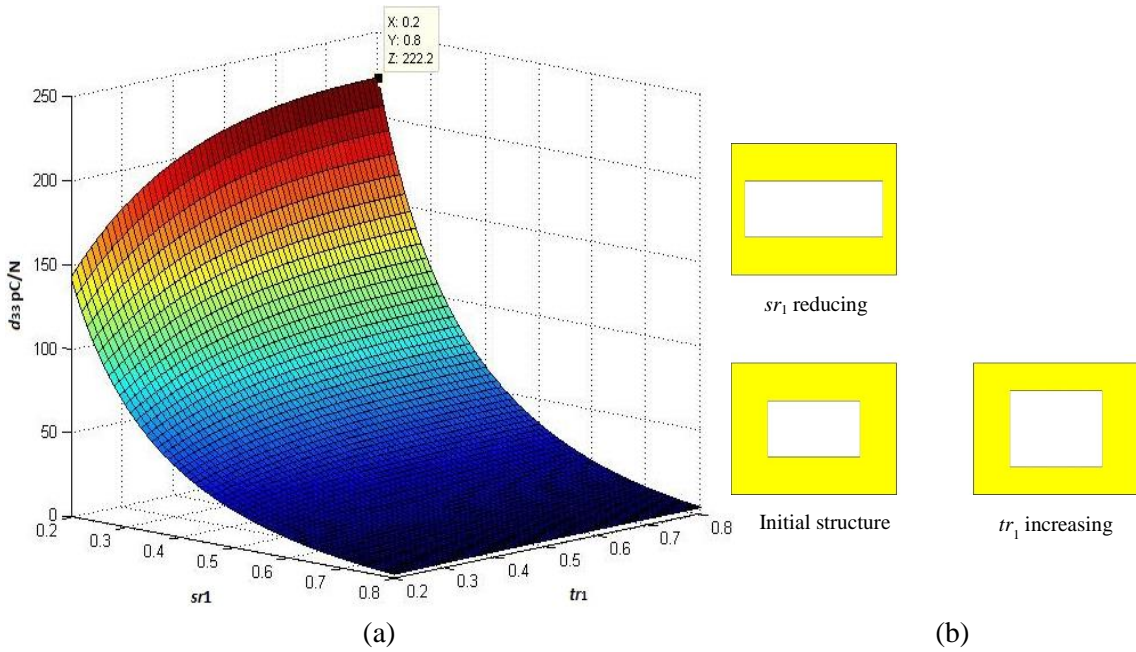 X: 0.2
Y: 0.8
Z: 222.2
250
200
150
100
50
0
d33 pC/N
0.2
0.3
0.4
0.5
0.6
0.7
0.8
sr1
0.2
0.3
0.4
0.5
0.6
0.7
0.8
tr1
(a)
sr1 reducing
Initial structure
tr1 increasing
(b)